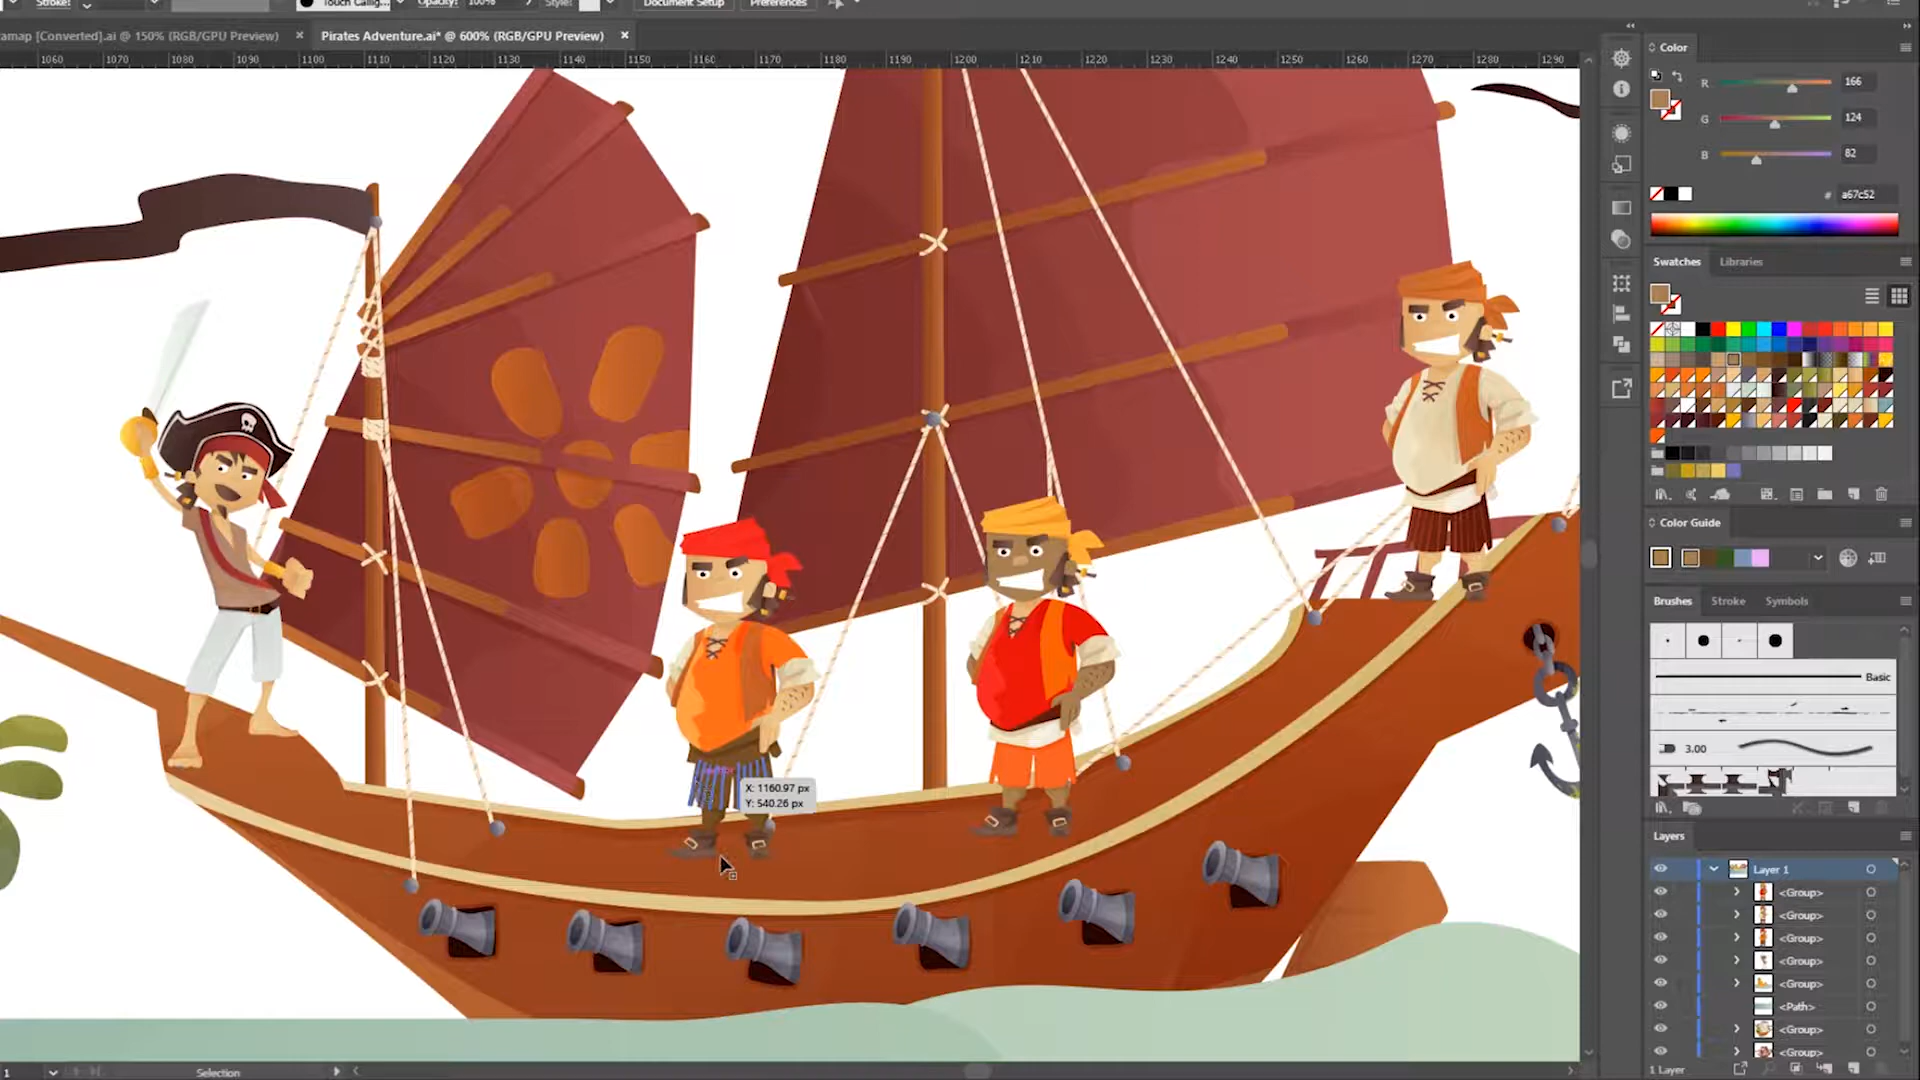 Stroke:
Touch Callig...
Opacity:
100%
Style:
Document Setup
Preferences
amap [Converted].ai @ 150% (RGB/GPU Preview)
Pirates Adventure.ai* @ 600% (RGB/GPU Preview)
1060 1070 1080 1090 1100 1110 1120 1130 1140 1150 1160 1170 1180 1190 1200 1210 1220 1230 1240 1250 1260 1270 1280 1290
Color
R 166
G 124
B 82
# a67c52
Swatches Libraries
Color Guide
Brushes Stroke Symbols
Basic
3.00
X: 1160.97 px
Y: 540.26 px
Layers
Layer 1
<Group>
<Group>
<Group>
<Group>
<Group>
<Path>
<Group>
<Group>
1 Layer
1
Selection